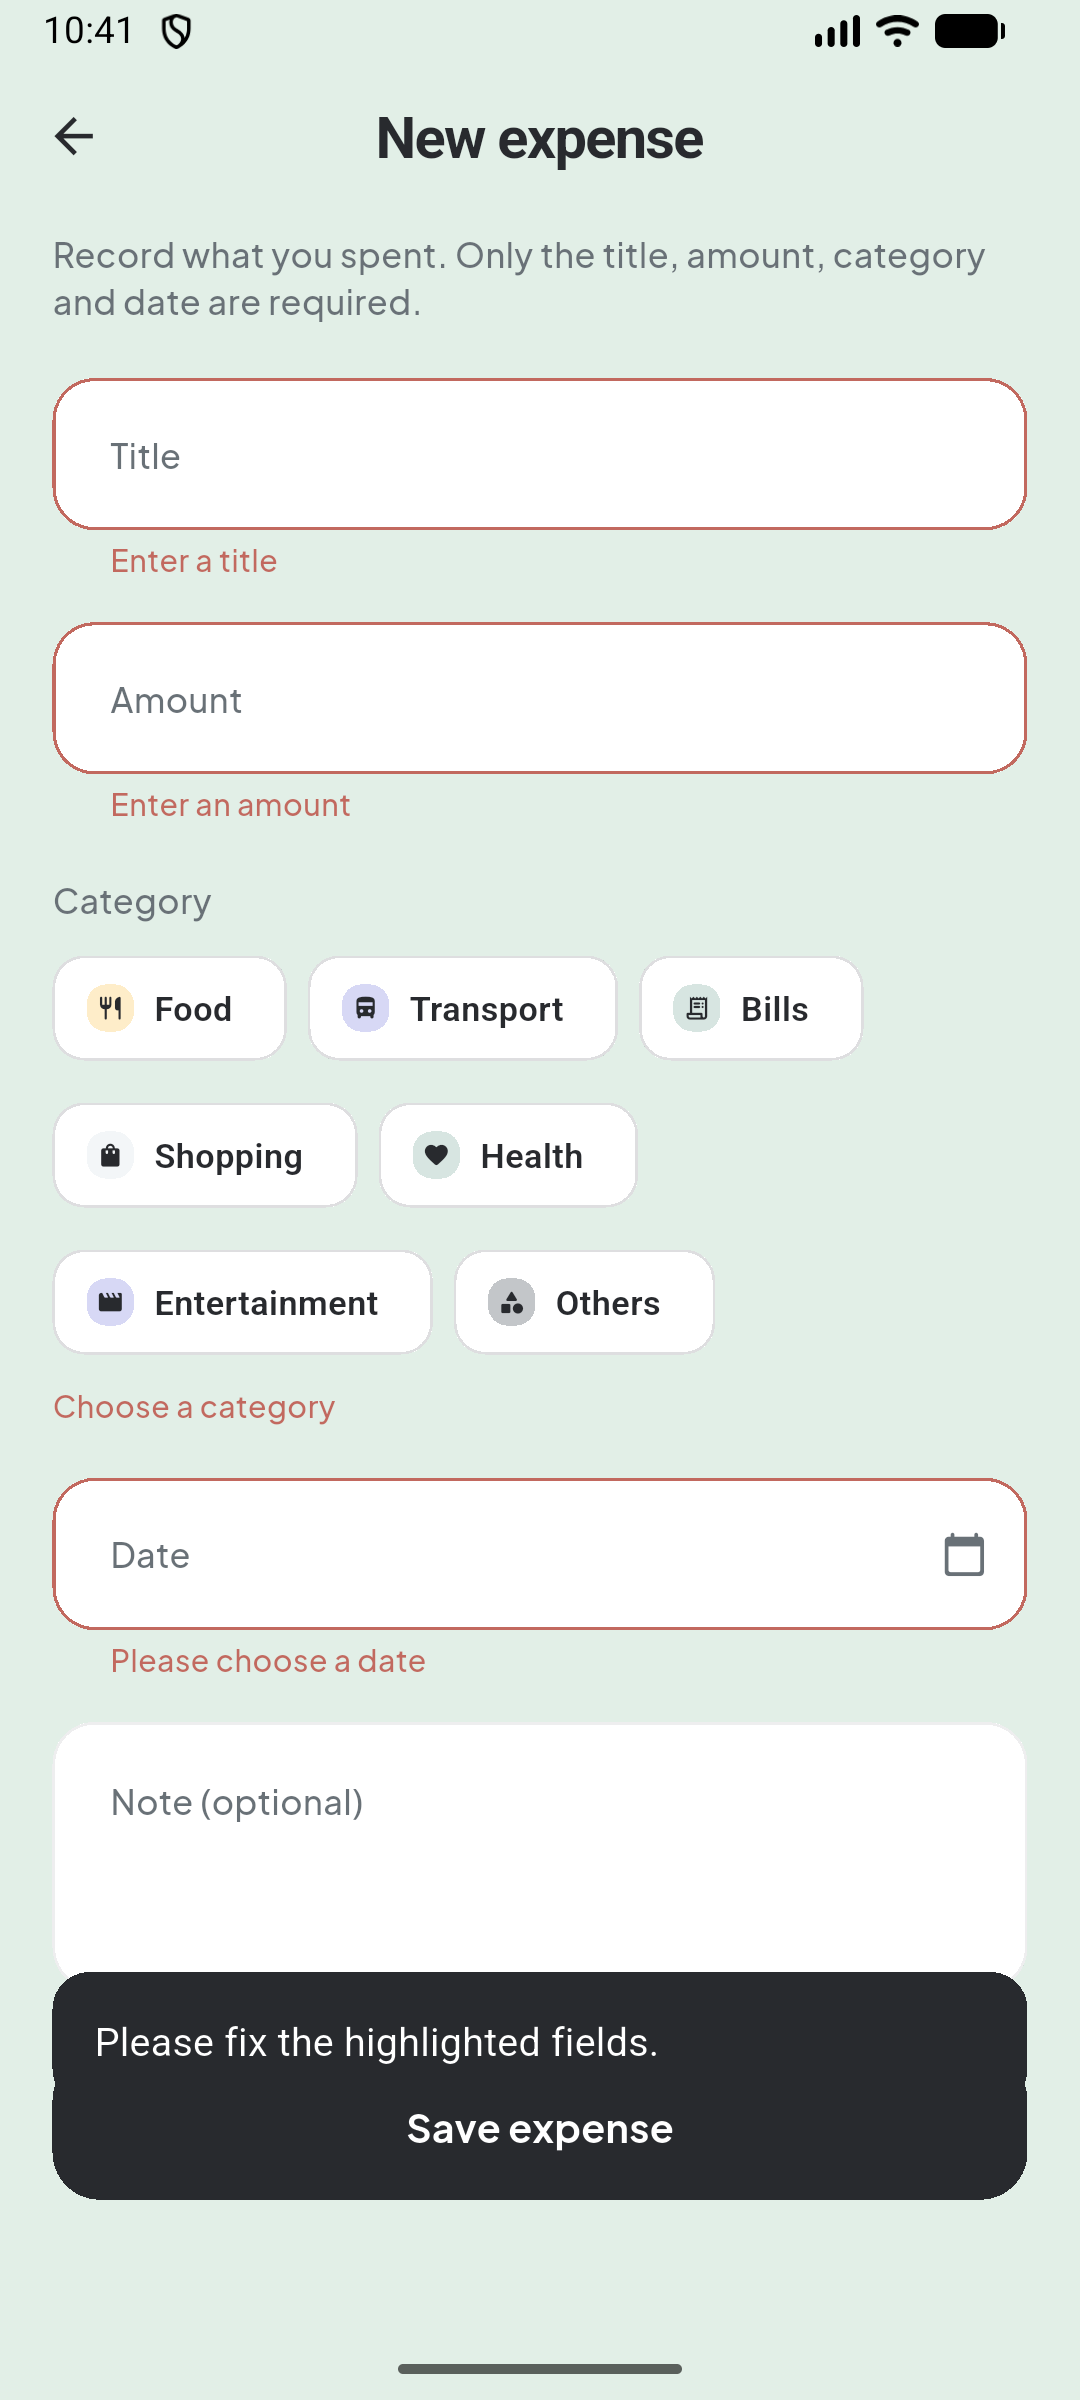 10:41
New expense
Record what you spent. Only the title, amount, category
and date are required.
Title
Enter a title
Amount
Enter an amount
Category
Food
Transport
Bills
Shopping
Health
Entertainment
Others
Choose a category
Date
Please choose a date
Note (optional)
Please fix the highlighted fields.
Save expense